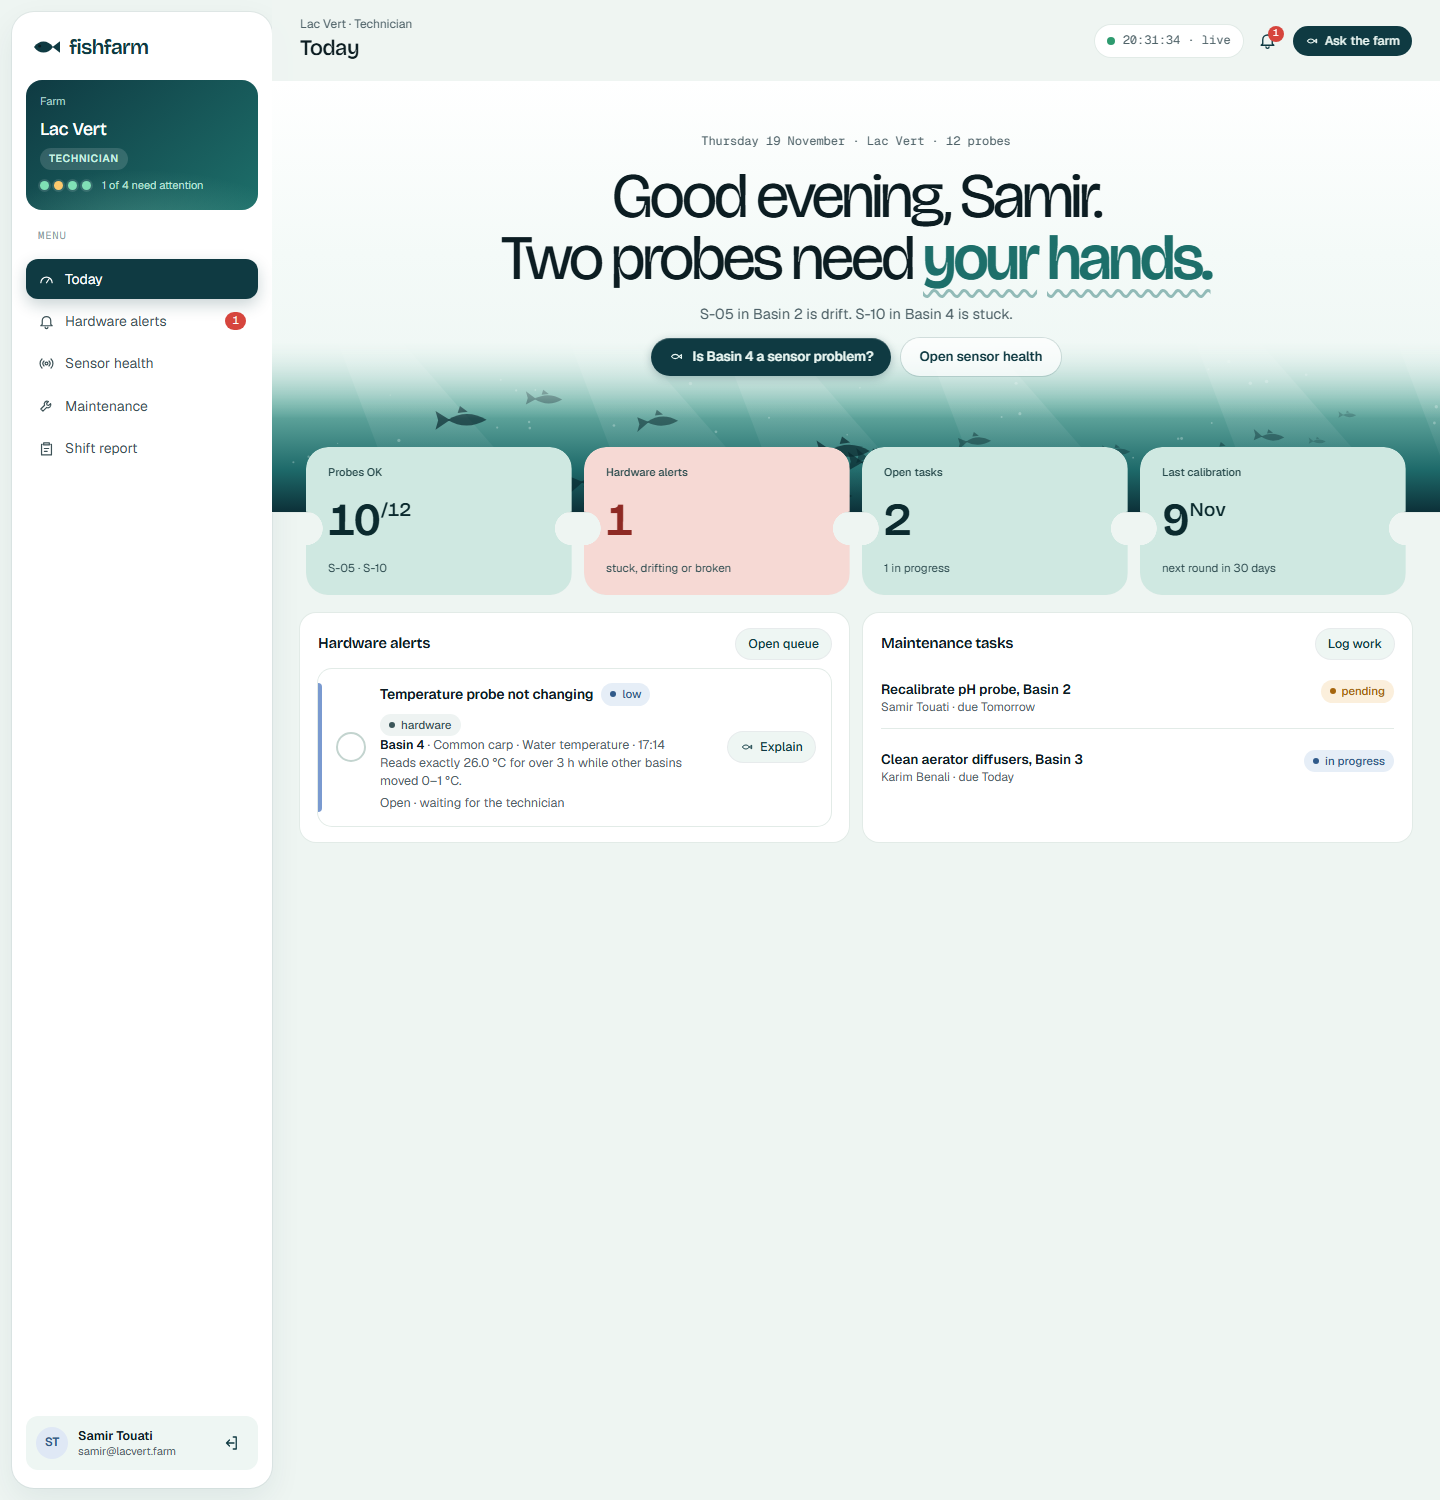 fishfarm
Farm
Lac Vert
TECHNICIAN
1 of 4 need attention
MENU
Today
Hardware alerts
1
Sensor health
Maintenance
Shift report
ST
Samir Touati
samir@lacvert.farm
Lac Vert · Technician
Today
20:31:34 · live
1
Ask the farm
Thursday 19 November · Lac Vert · 12 probes
Good evening, Samir.
Two probes need your hands.
S-05 in Basin 2 is drift. S-10 in Basin 4 is stuck.
Is Basin 4 a sensor problem?
Open sensor health
Probes OK
10/12
S-05 · S-10
Hardware alerts
1
stuck, drifting or broken
Open tasks
2
1 in progress
Last calibration
9 Nov
next round in 30 days
Hardware alerts
Open queue
Temperature probe not changing
low
hardware
Basin 4 · Common carp · Water temperature · 17:14
Reads exactly 26.0 °C for over 3 h while other basins
moved 0–1 °C.
Open · waiting for the technician
Explain
Maintenance tasks
Log work
Recalibrate pH probe, Basin 2
Samir Touati · due Tomorrow
pending
Clean aerator diffusers, Basin 3
Karim Benali · due Today
in progress